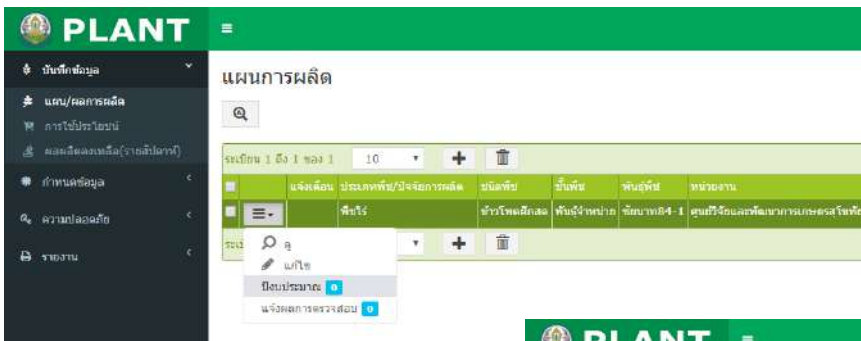 PLANT
บันทึกข้อมูล
แผน/ผลการผลิต
การใช้ประโยชน์
ผลผลิตคงเหลือ(รายสัปดาห์)
กำหนดข้อมูล
ความปลอดภัย
รายงาน
แผนการผลิต
ระเบียน 1 ถึง 1 ของ 1 10
แจ้งเตือน ประเภทพืช/ปัจจัยการผลิต ชนิดพืช ชั้นพืช พันธุ์พืช หน่วยงาน
พืชไร่ ข้าวโพดฝักสด พันธุ์จำหน่าย ชัยนาท84-1 ศูนย์วิจัยและพัฒนาการเกษตรสุโขทัย
ดู
แก้ไข
ปีงบประมาณ 0
แจ้งผลการตรวจสอบ 0
PLANT